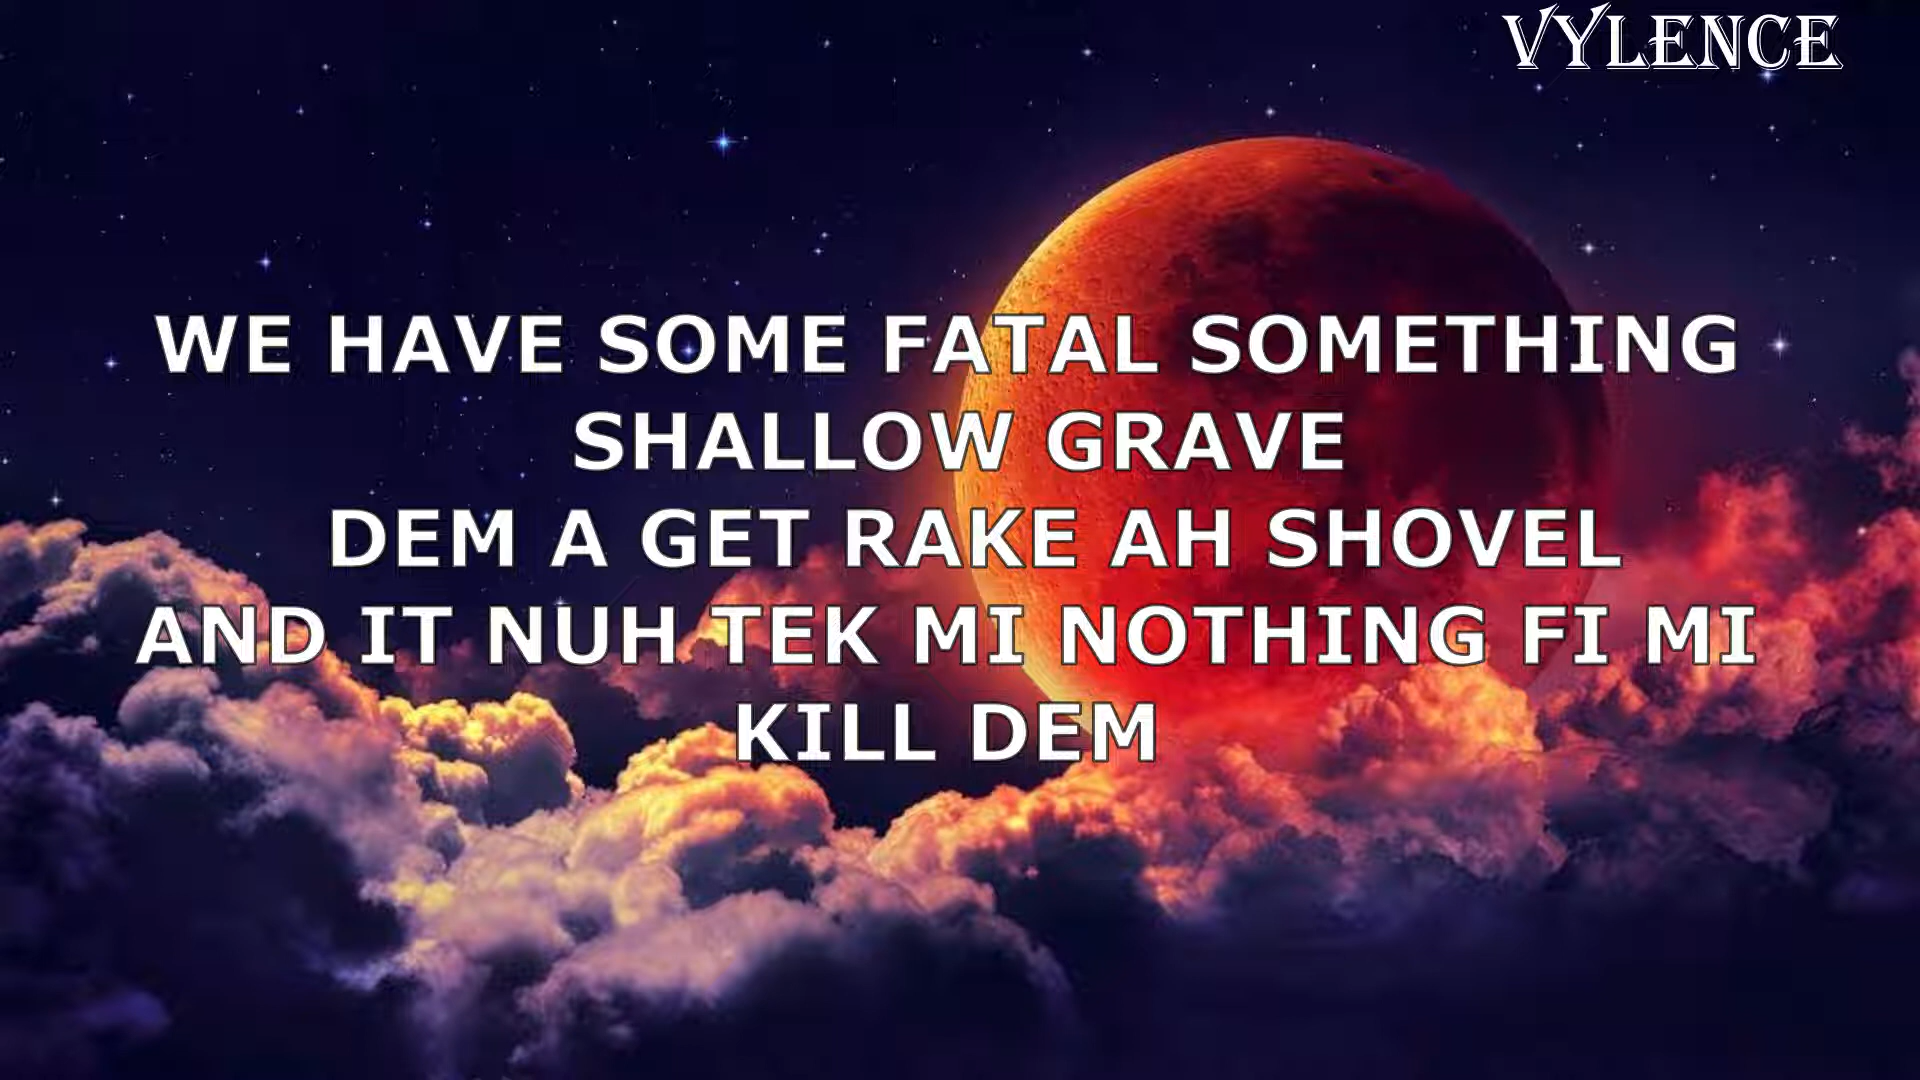 VYLENCE
WE HAVE SOME FATAL SOMETHING
SHALLOW GRAVE
DEM A GET RAKE AH SHOVEL
AND IT NUH TEK MI NOTHING FI MI
KILL DEM